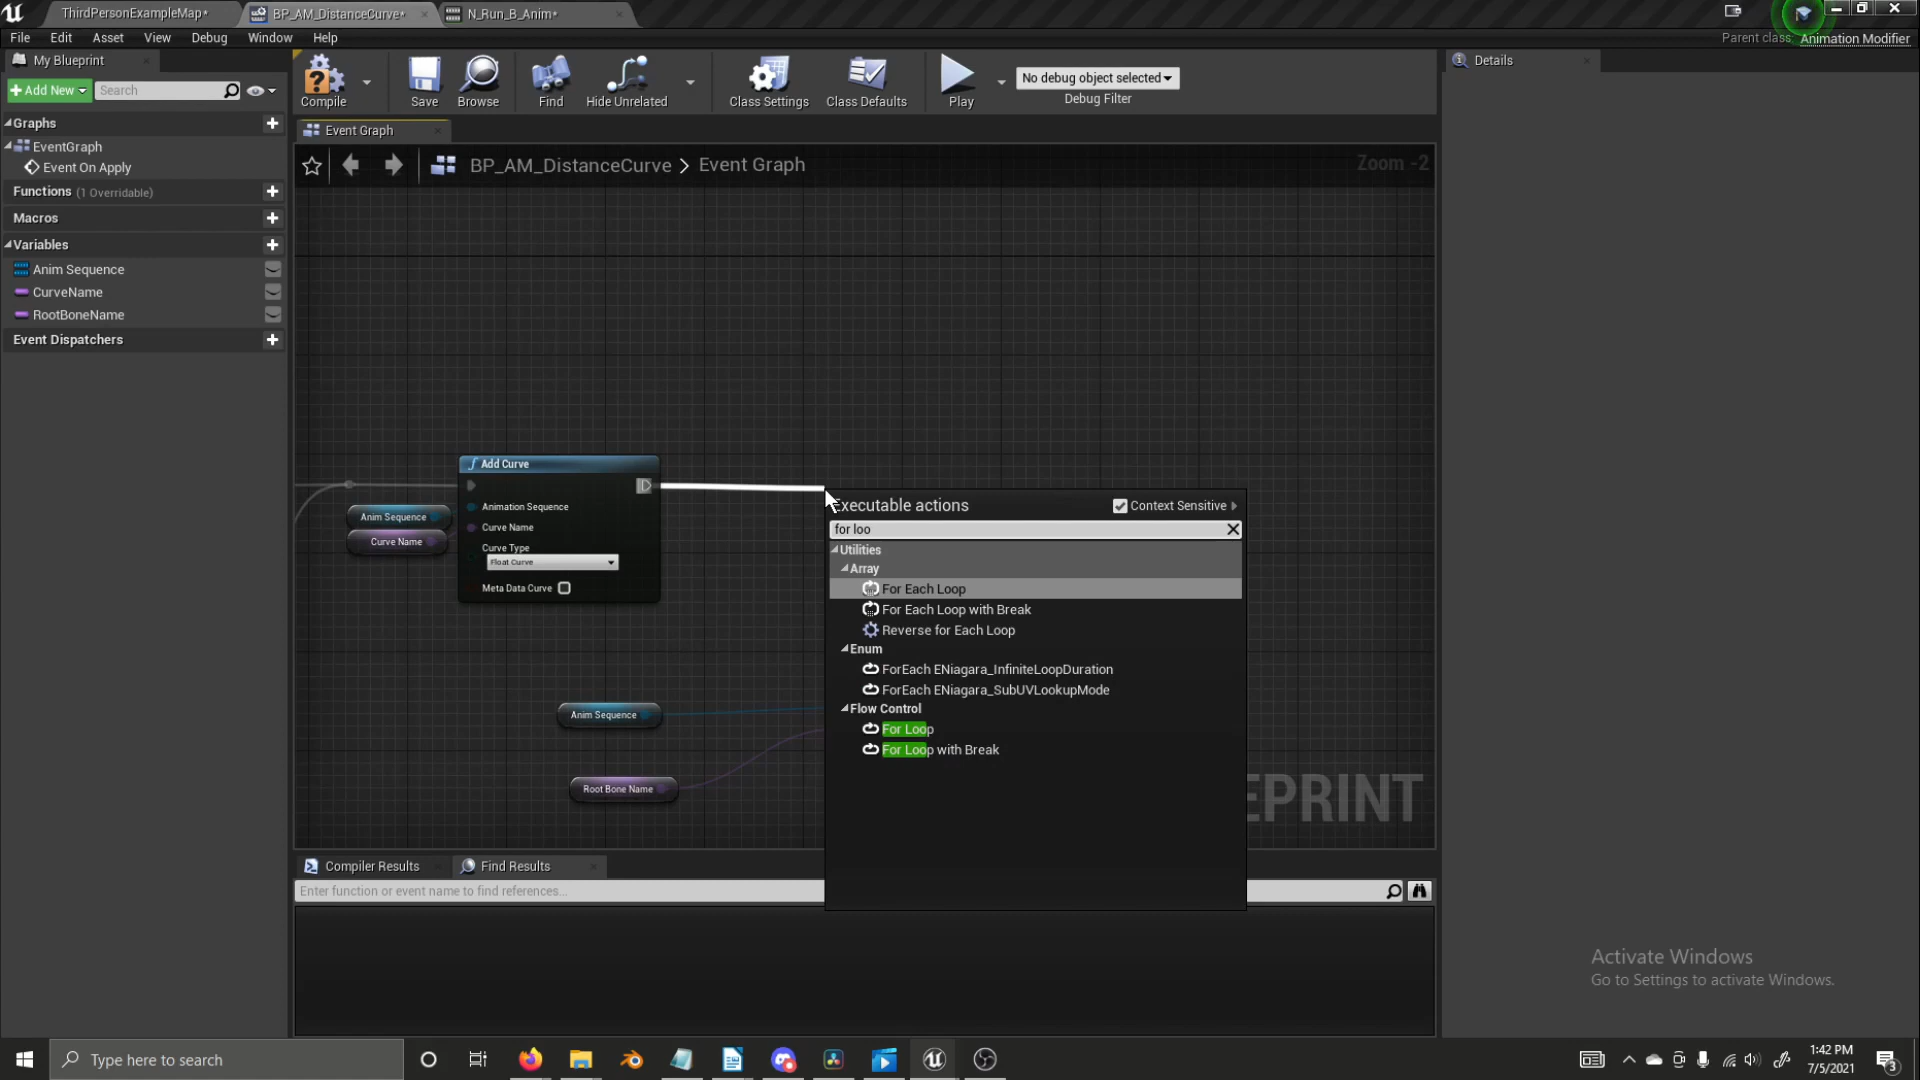 ThirdPersonExampleMap*
BP_AM_DistanceCurve*
N_Run_B_Anim*
File Edit Asset View Debug Window Help
Parent class: Animation Modifier
My Blueprint
Add New
Search
Compile
Save
Browse
Find
Hide Unrelated
Class Settings
Class Defaults
Play
No debug object selected
Debug Filter
Details
Graphs
EventGraph
Event On Apply
Functions (1 Overridable)
Macros
Variables
Anim Sequence
CurveName
RootBoneName
Event Dispatchers
Event Graph
BP_AM_DistanceCurve > Event Graph
Zoom -2
Add Curve
Animation Sequence
Curve Name
Curve Type
Float Curve
Meta Data Curve
Anim Sequence
Curve Name
Anim Sequence
Root Bone Name
Executable actions
Context Sensitive
for loo
Utilities
Array
For Each Loop
For Each Loop with Break
Reverse for Each Loop
Enum
ForEach ENiagara_InfiniteLoopDuration
ForEach ENiagara_SubUVLookupMode
Flow Control
For Loop
For Loop with Break
EPRINT
Compiler Results
Find Results
Enter function or event name to find references...
Activate Windows
Go to Settings to activate Windows.
Type here to search
1:42 PM
7/5/2021
3